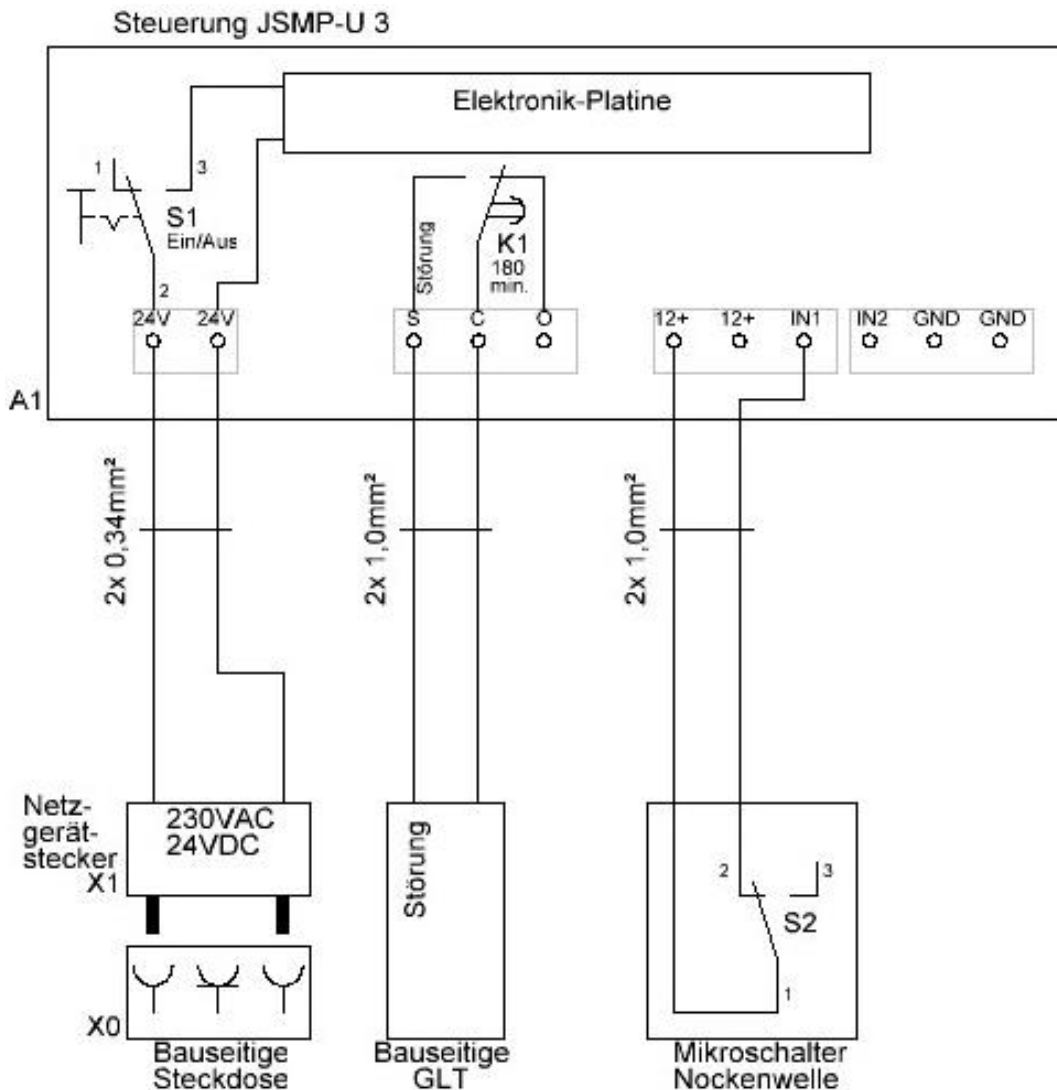 Steuerung JSMP-U 3
Elektronik-Platine
1
3
S1
Ein/Aus
2
Störung
K1
180
min.
24V
24V
S
C
O
12+
12+
IN1
IN2
GND
GND
A1
2x 0,34mm²
2x 1,0mm²
2x 1,0mm²
Netz-
gerät-
stecker
X1
230VAC
24VDC
Störung
2
3
S2
1
X0
Bauseitige
Steckdose
Bauseitige
GLT
Mikroschalter
Nockenwelle